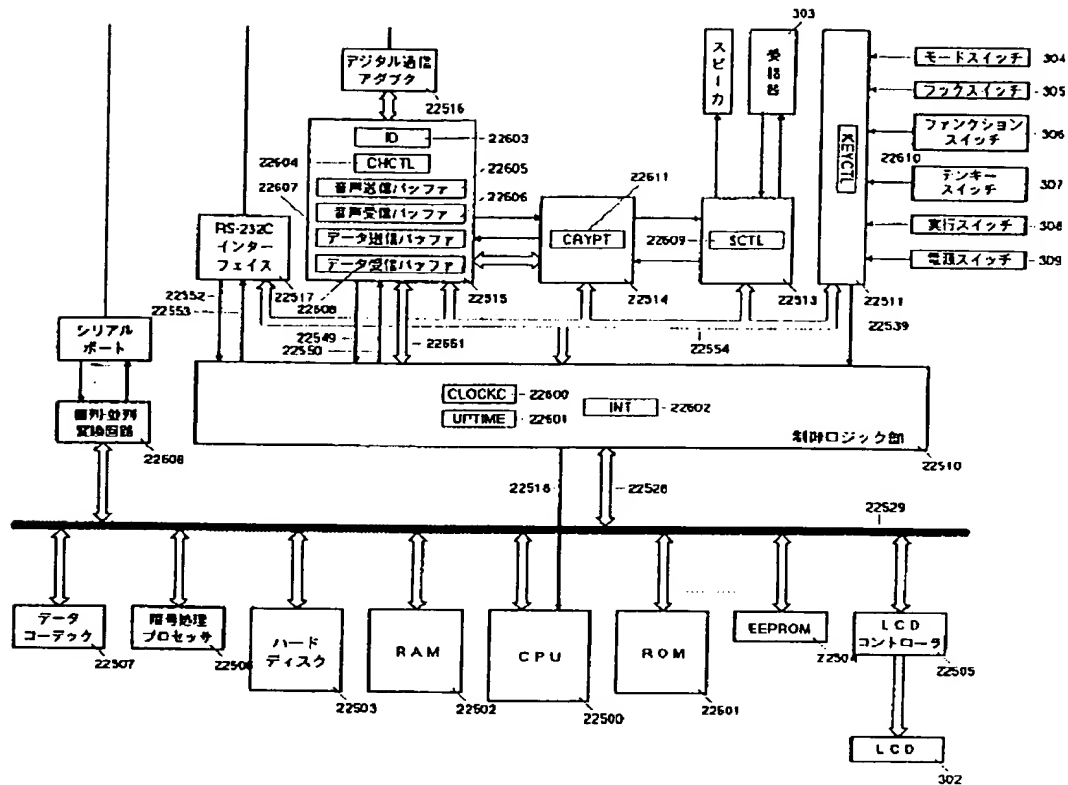 303
デジタル通信
アダプタ
22516
スピーカ
受話器
モードスイッチ
304
フックスイッチ
305
ファンクション
スイッチ
306
テンキー
スイッチ
307
実行スイッチ
308
電源スイッチ
309
KEYCTL
22610
22511
ID
22603
22604
CHCTL
22605
22607
音声送信バッファ
22606
音声受信バッファ
データ送信バッファ
データ受信バッファ
22608
22515
22611
CRYPT
22514
22609
SCTL
22513
RS-232C
インター
フェイス
22517
22552
22553
22549
22550
22551
22554
22539
シリアル
ポート
直列-並列
変換回路
22508
CLOCKC
22600
UPTIME
22601
INT
22602
制御ロジック部
22510
22518
22528
22529
データ
コーデック
22507
暗号処理
プロセッサ
22506
ハード
ディスク
22503
RAM
22502
CPU
22500
ROM
22501
EEPROM
22504
LCD
コントローラ
22505
LCD
302